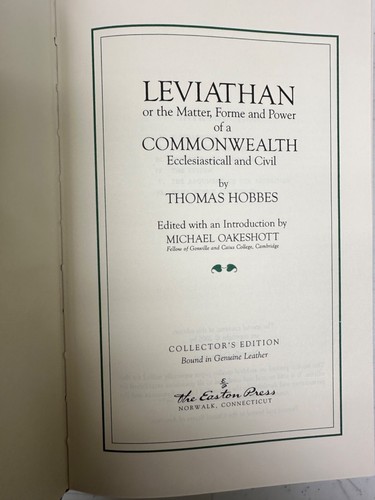 LEVIATHAN
or the Matter, Forme and Power
of a
COMMONWEALTH
Ecclesiasticall and Civil
by
THOMAS HOBBES
Edited with an Introduction by
MICHAEL OAKESHOTT
Fellow of Gonville and Caius College, Cambridge
COLLECTOR'S EDITION
Bound in Genuine Leather
The Easton Press
NORWALK, CONNECTICUT